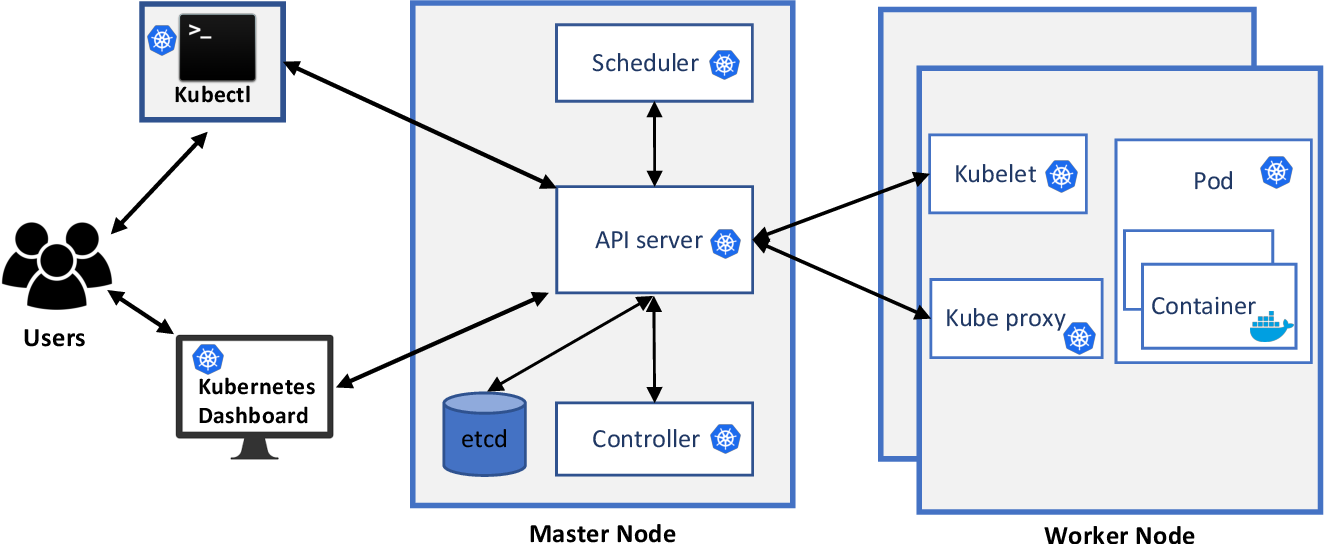 >_
Kubectl
Users
Kubernetes
Dashboard
Scheduler
API server
etcd
Controller
Master Node
Kubelet
Kube proxy
Pod
Container
Worker Node